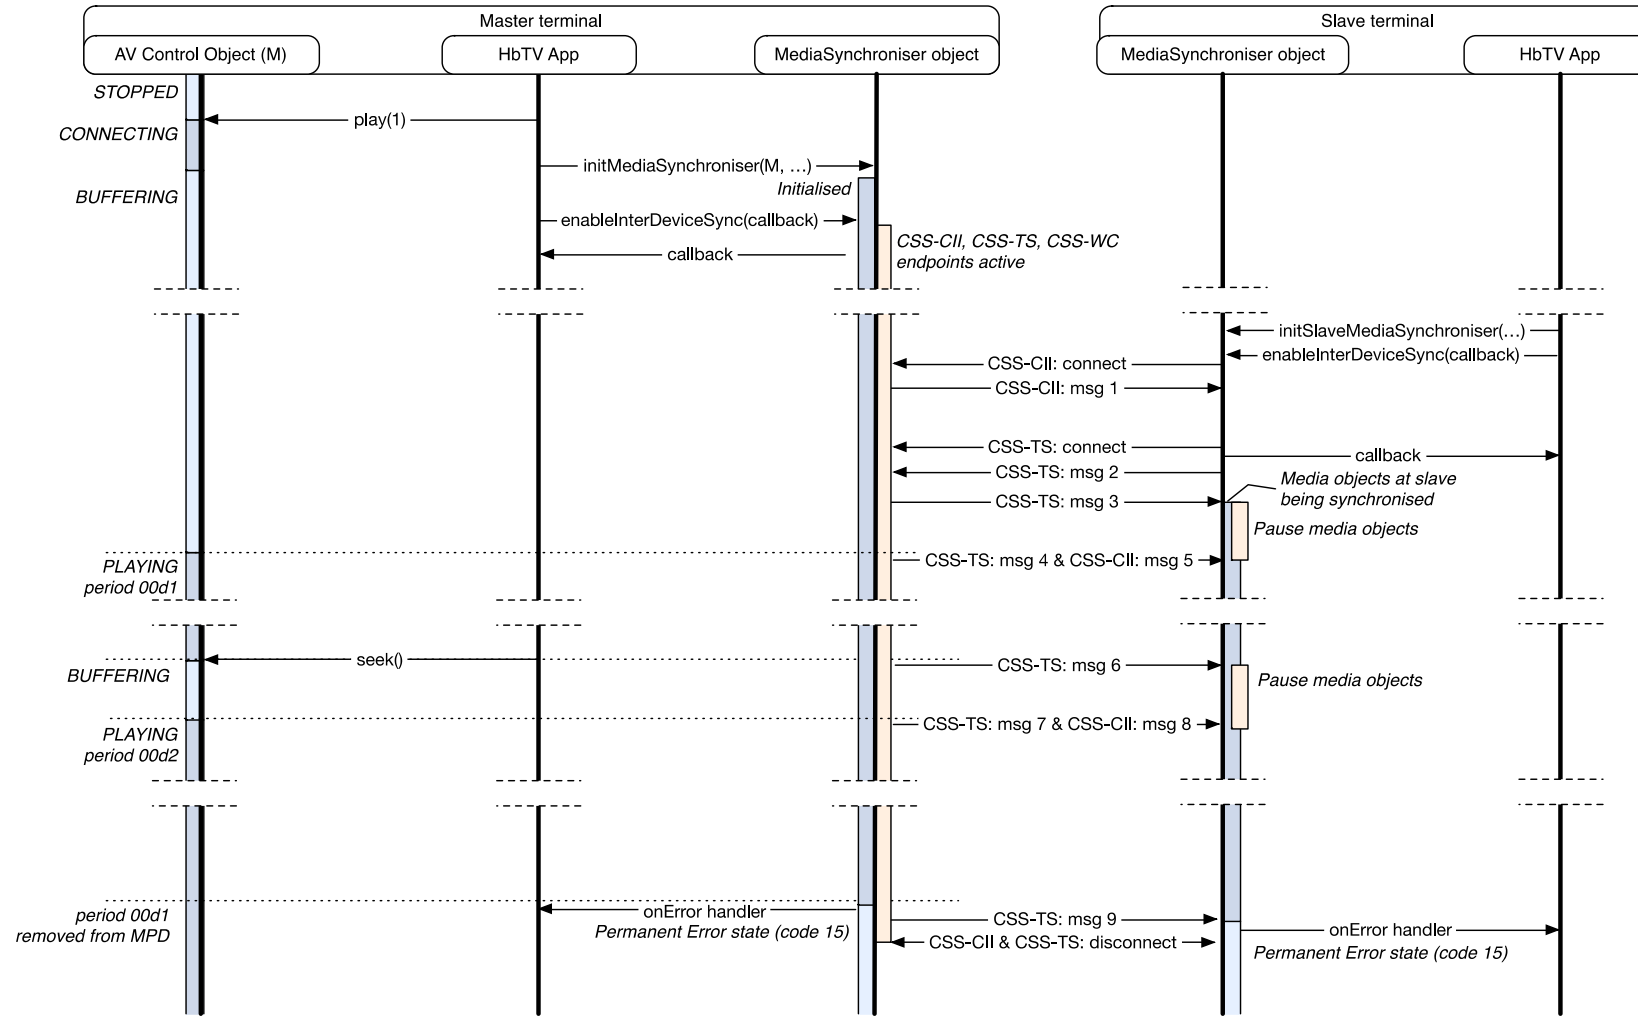 Master terminal
Slave terminal
AV Control Object (M)
HbTV App
MediaSynchroniser object
MediaSynchroniser object
HbTV App
STOPPED
play(1)
CONNECTING
initMediaSynchroniser(M, …)
Initialised
BUFFERING
enableInterDeviceSync(callback)
CSS-CII, CSS-TS, CSS-WC
endpoints active
callback
initSlaveMediaSynchroniser(…)
enableInterDeviceSync(callback)
CSS-CII: connect
CSS-CII: msg 1
CSS-TS: connect
callback
CSS-TS: msg 2
Media objects at slave
being synchronised
CSS-TS: msg 3
Pause media objects
CSS-TS: msg 4 & CSS-CII: msg 5
PLAYING
period 00d1
seek()
CSS-TS: msg 6
BUFFERING
Pause media objects
CSS-TS: msg 7 & CSS-CII: msg 8
PLAYING
period 00d2
period 00d1
removed from MPD
onError handler
Permanent Error state (code 15)
CSS-TS: msg 9
CSS-CII & CSS-TS: disconnect
onError handler
Permanent Error state (code 15)